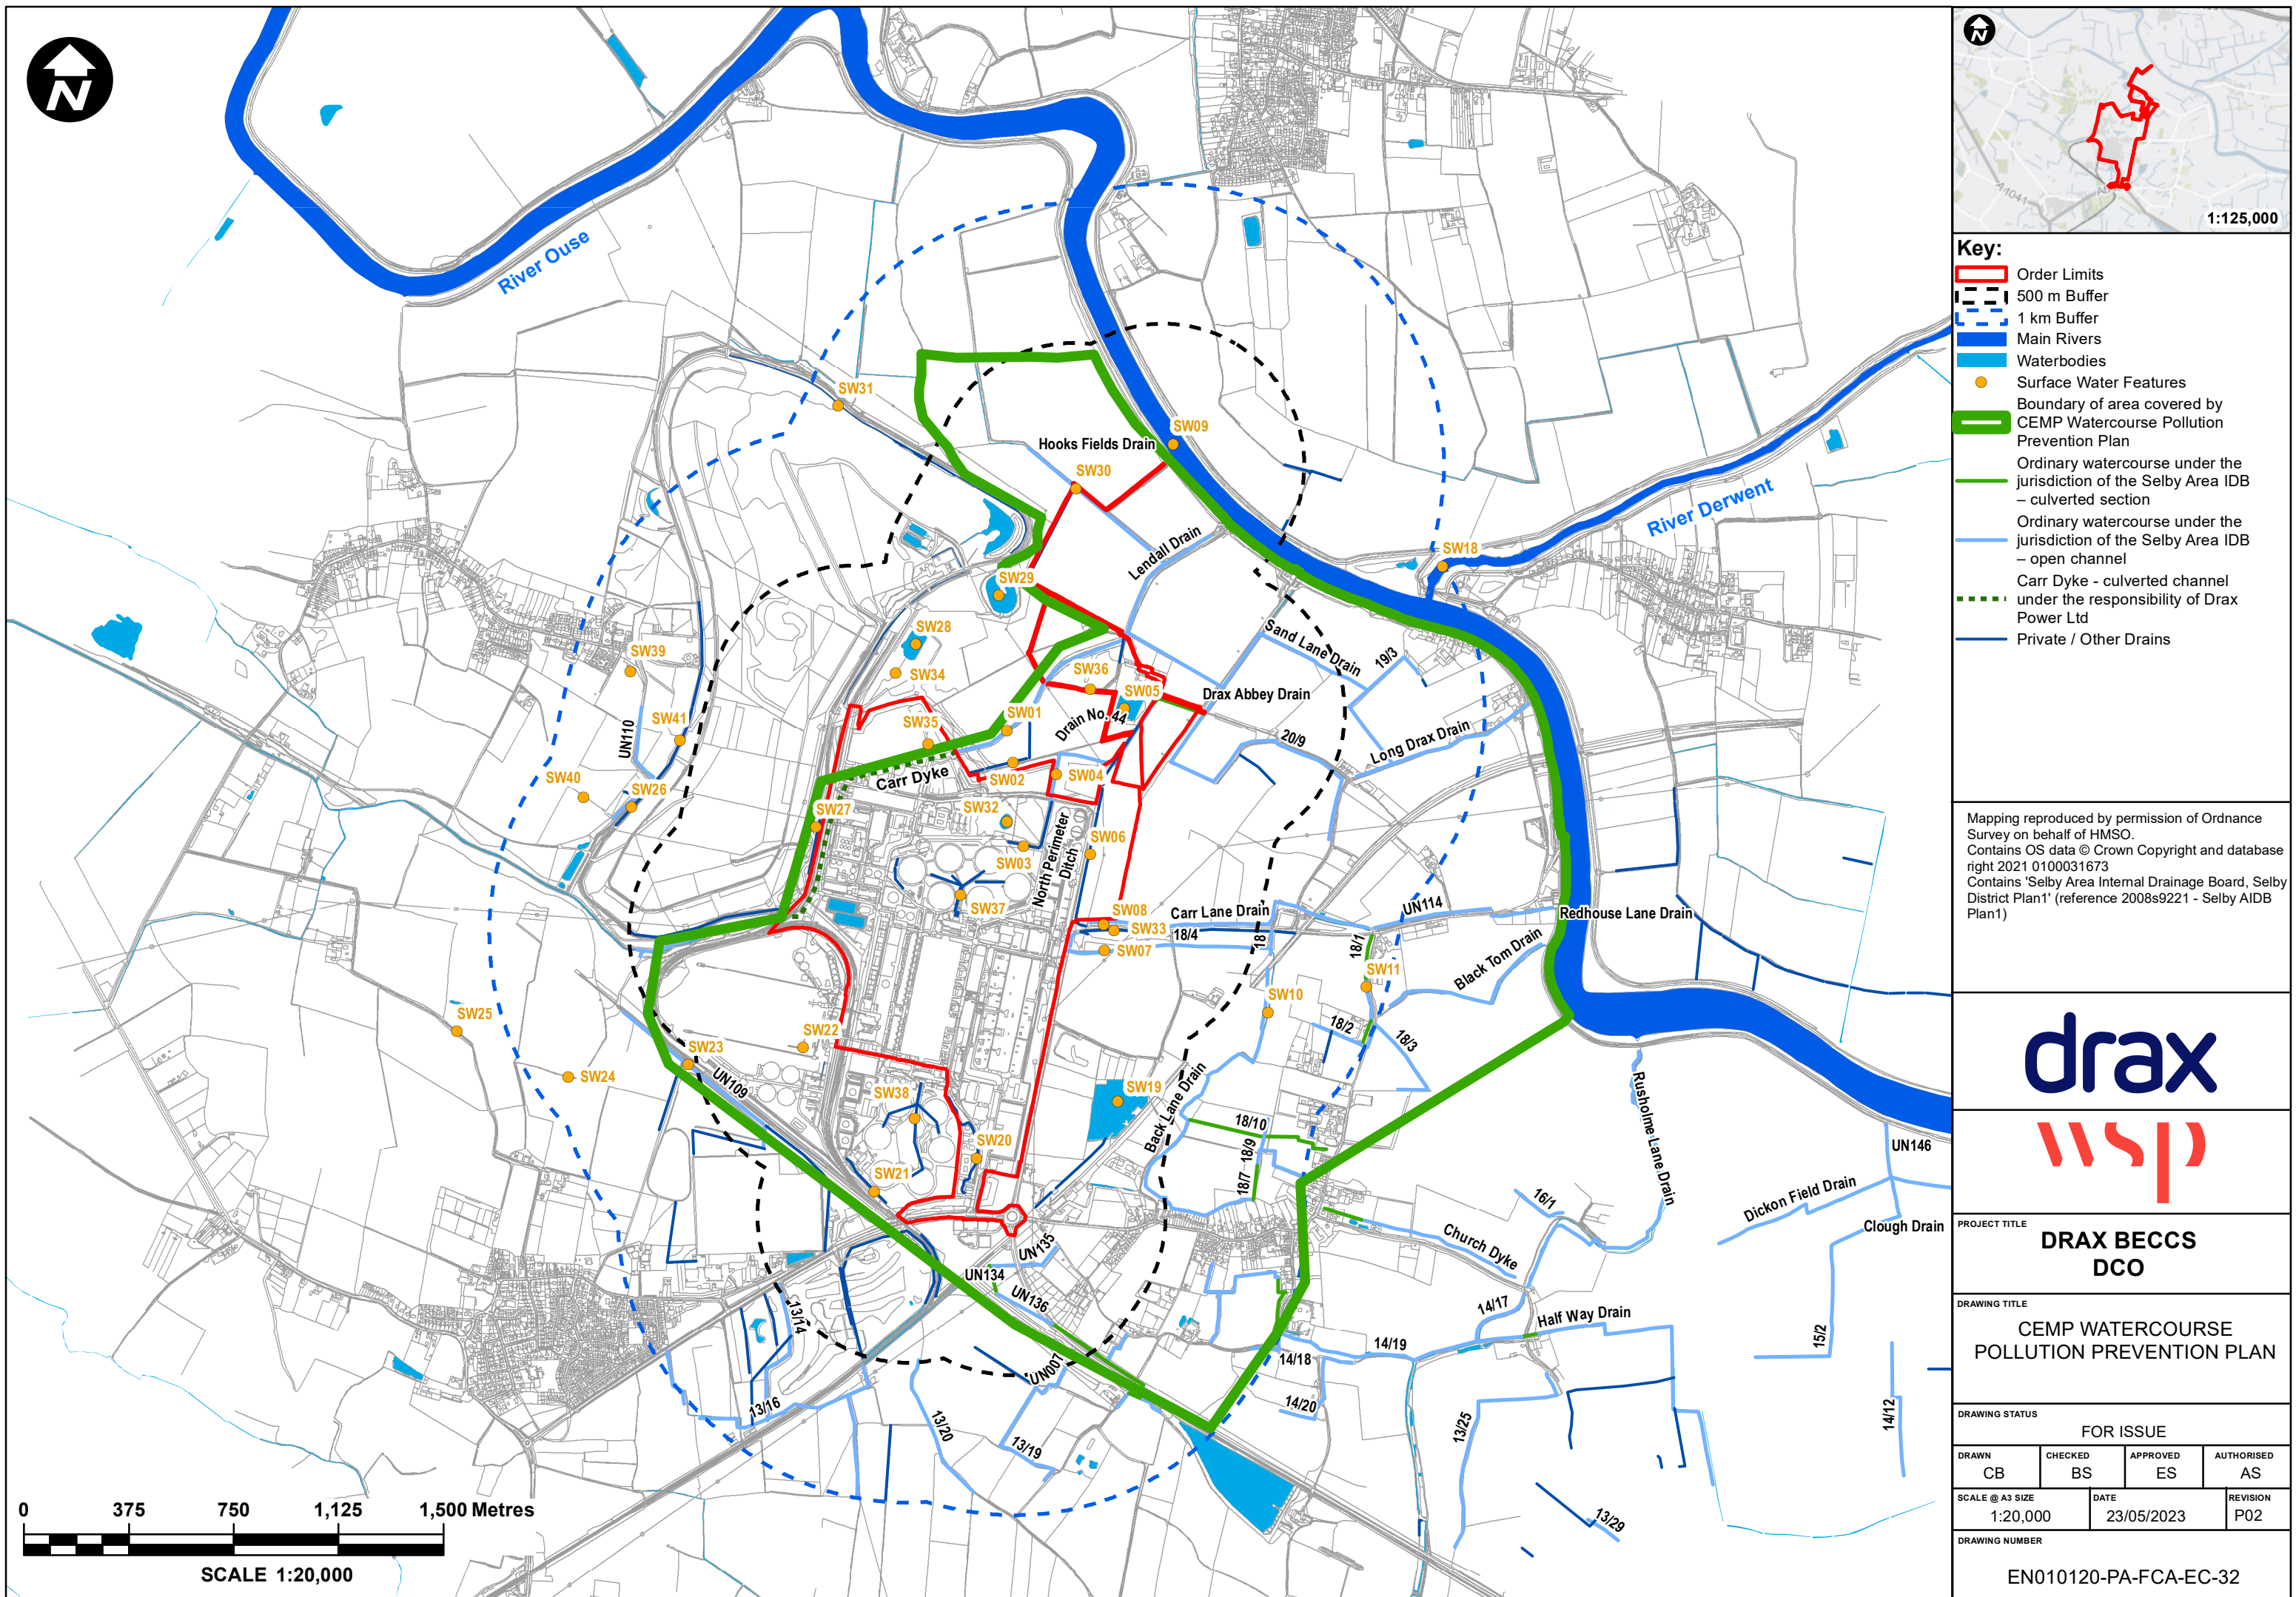 N
River Ouse
River Derwent
SW31
SW09
Hooks Fields Drain
SW30
Lendall Drain
SW18
SW29
SW28
SW34
Sand Lane Drain
19/3
SW39
SW36
SW05
Drax Abbey Drain
SW41
UN110
SW35
SW01
Drain No. 44
20/9
Long Drax Drain
SW40
SW26
Carr Dyke
SW02
SW04
SW27
SW32
SW06
SW03
North Perimeter
Ditch
SW37
SW08
Carr Lane Drain
UN114
Redhouse Lane Drain
SW33
18/4
18/1
SW07
Black Tom Drain
SW11
SW10
SW25
SW22
18/2
18/3
SW23
UN109
SW24
SW38
SW19
Back Lane Drain
18/10
18/9
18/7
SW20
SW21
Rusholme Lane Drain
UN146
16/1
Dickon Field Drain
Clough Drain
Church Dyke
UN135
UN134
UN136
13/14
14/17
Half Way Drain
15/2
14/19
14/18
UN007
14/20
13/16
13/20
13/19
13/25
14/12
13/29
0 375 750 1,125 1,500 Metres
SCALE 1:20,000
N
A1041
1:125,000
Key:
Order Limits
500 m Buffer
1 km Buffer
Main Rivers
Waterbodies
Surface Water Features
Boundary of area covered by
CEMP Watercourse Pollution
Prevention Plan
Ordinary watercourse under the
jurisdiction of the Selby Area IDB
– culverted section
Ordinary watercourse under the
jurisdiction of the Selby Area IDB
– open channel
Carr Dyke - culverted channel
under the responsibility of Drax
Power Ltd
Private / Other Drains
Mapping reproduced by permission of Ordnance
Survey on behalf of HMSO.
Contains OS data © Crown Copyright and database
right 2021 0100031673
Contains 'Selby Area Internal Drainage Board, Selby
District Plan1' (reference 2008s9221 - Selby AIDB
Plan1)
drax
wsp
PROJECT TITLE
DRAX BECCS
DCO
DRAWING TITLE
CEMP WATERCOURSE
POLLUTION PREVENTION PLAN
DRAWING STATUS
FOR ISSUE
DRAWN CHECKED APPROVED AUTHORISED
CB BS ES AS
SCALE @ A3 SIZE DATE REVISION
1:20,000 23/05/2023 P02
DRAWING NUMBER
EN010120-PA-FCA-EC-32